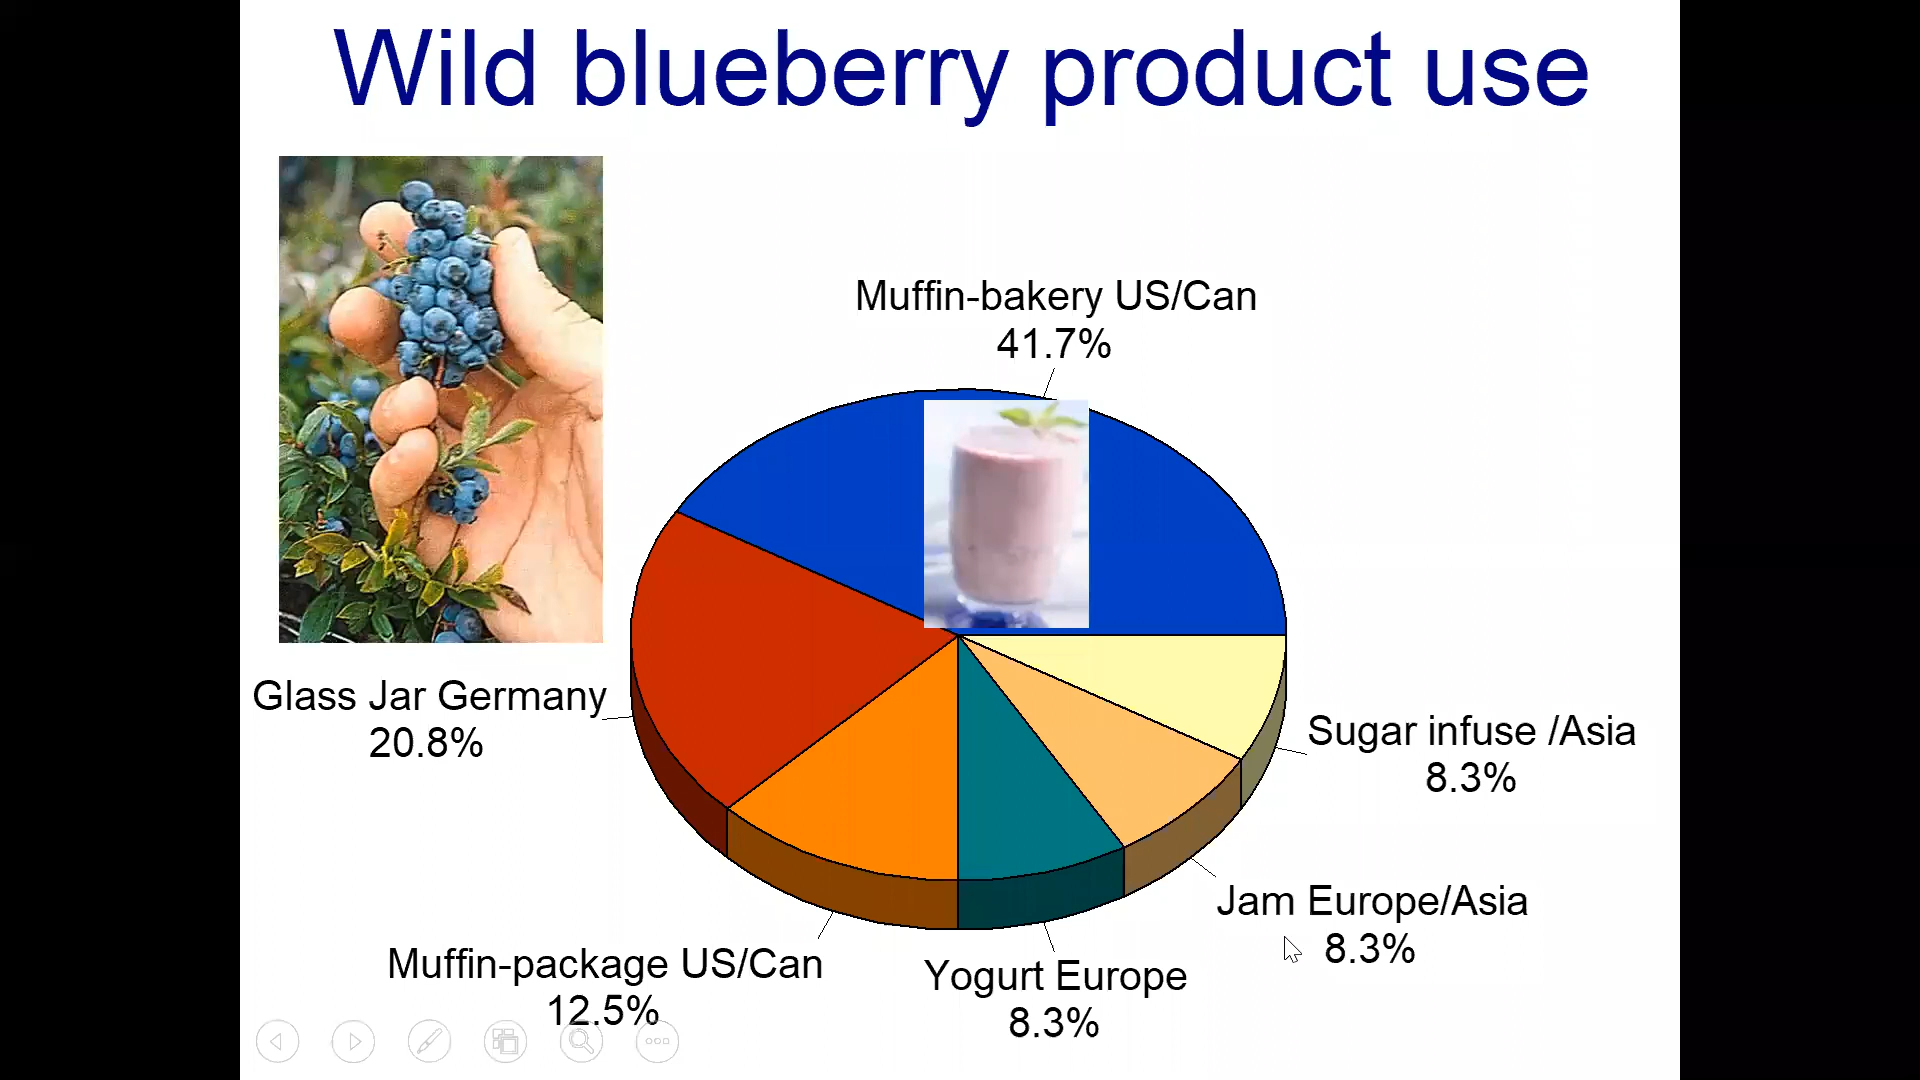 Wild blueberry product use
Muffin-bakery US/Can
41.7%
Glass Jar Germany
20.8%
Sugar infuse /Asia
8.3%
Jam Europe/Asia
8.3%
Muffin-package US/Can
12.5%
Yogurt Europe
8.3%